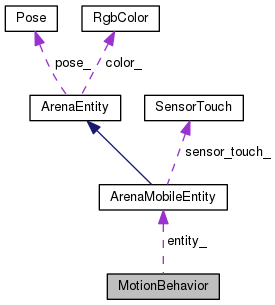 Pose
RgbColor
pose_
color_
ArenaEntity
SensorTouch
sensor_touch_
ArenaMobileEntity
entity_
MotionBehavior